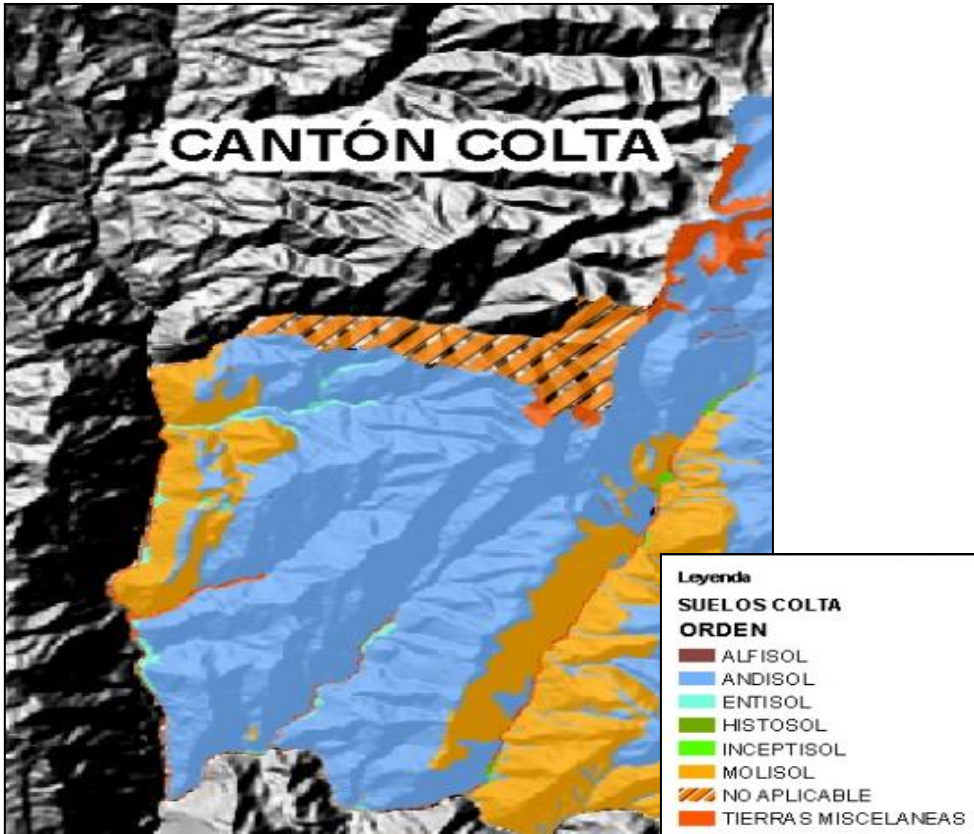 CANTÓN COLTA
Leyenda
SUELOS COLTA
ORDEN
ALFISOL
ANDISOL
ENTISOL
HISTOSOL
INCEPTISOL
MOLISOL
NO APLICABLE
TIERRAS MISCELANEAS